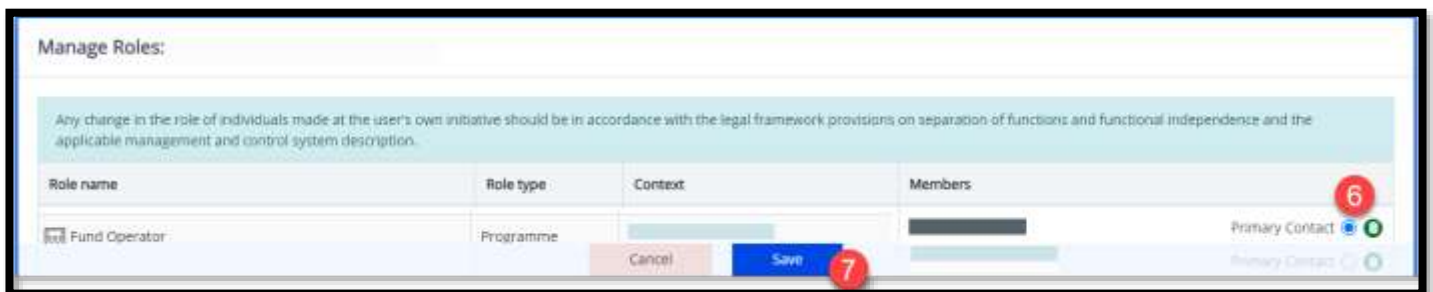 Manage Roles:
Any change in the role of individuals made at the user's own initiative should be in accordance with the legal framework provisions on separation of functions and functional independence and the
applicable management and control system description.
Role name Role type Context Members
6
Fund Operator Programme Primary Contact
Cancel Save Primary Contact
7